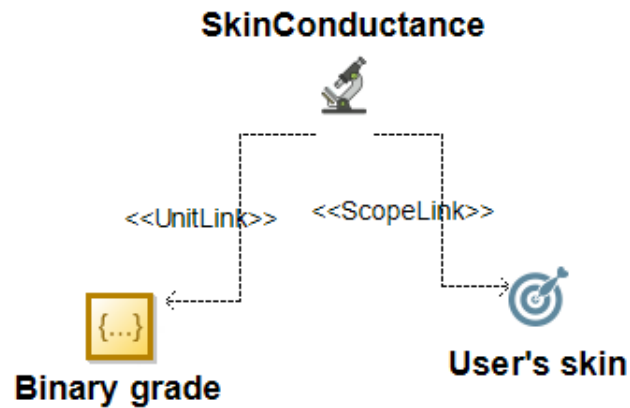 SkinConductance
<<UnitLink>>
<<ScopeLink>>
{...}
User's skin
Binary grade